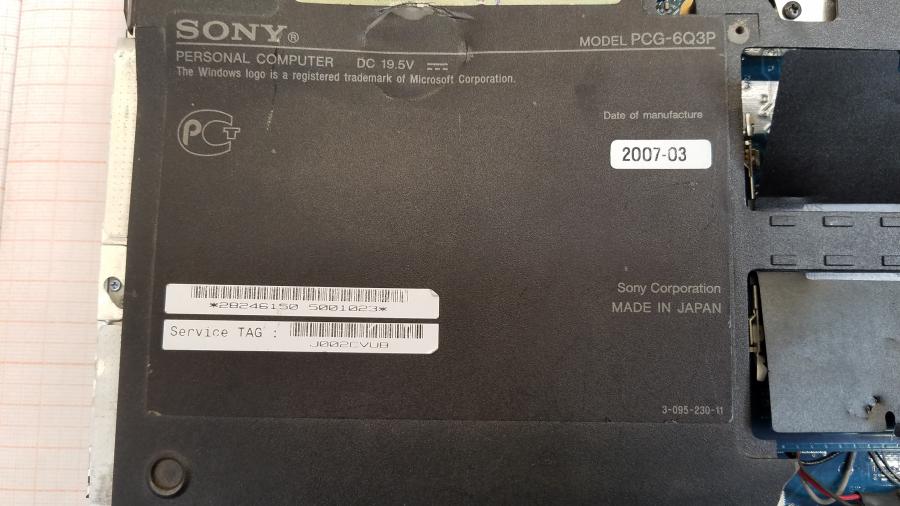 SONY®
MODEL PCG-6Q3P
PERSONAL COMPUTER DC 19.5V
The Windows logo is a registered trademark of Microsoft Corporation.
Date of manufacture
PCT
2007-03
*28246150 5001023*
Sony Corporation
MADE IN JAPAN
Service TAG :
J002CVUB
3-095-230-11